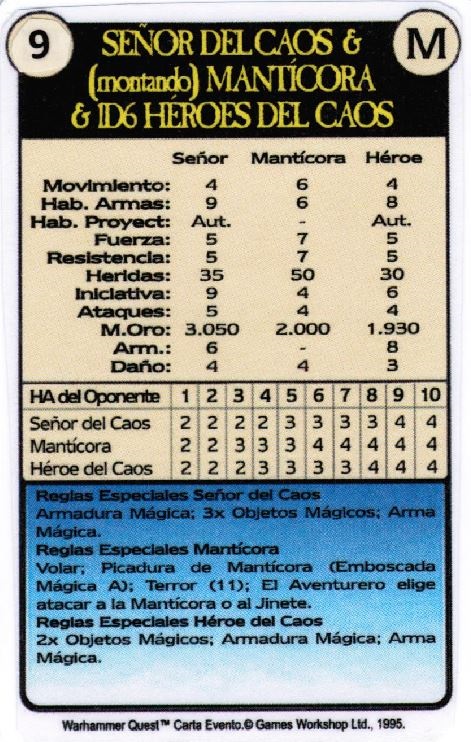 9
M
SEÑOR DEL CAOS &
(montando) MANTÍCORA
& 1D6 HÉROES DEL CAOS
Señor Mantícora Héroe
Movimiento: 4 6 4
Hab. Armas: 9 6 8
Hab. Proyect: Aut. - Aut.
Fuerza: 5 7 5
Resistencia: 5 7 5
Heridas: 35 50 30
Iniciativa: 9 4 6
Ataques: 5 4 4
M.Oro: 3.050 2.000 1.930
Arm.: 6 - 8
Daño: 4 4 3
HA del Oponente 1 2 3 4 5 6 7 8 9 10
Señor del Caos 2 2 2 2 3 3 3 3 4 4
Mantícora 2 2 3 3 3 4 4 4 4 4
Héroe del Caos 2 2 2 3 3 3 3 4 4 4
Reglas Especiales Señor del Caos
Armadura Mágica; 3x Objetos Mágicos; Arma
Mágica.
Reglas Especiales Mantícora
Volar; Picadura de Mantícora (Emboscada
Mágica A); Terror (11); El Aventurero elige
atacar a la Mantícora o al Jinete.
Reglas Especiales Héroe del Caos
2x Objetos Mágicos; Armadura Mágica; Arma
Mágica.
Warhammer Quest™ Carta Evento.© Games Workshop Ltd., 1995.